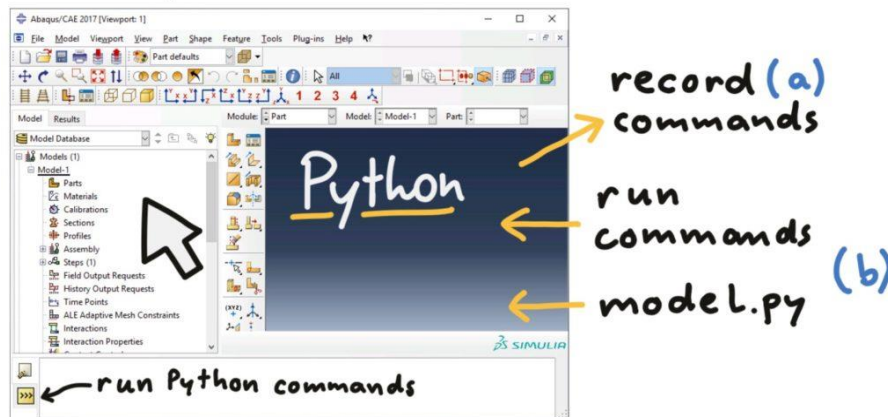 Abaqus/CAE 2017 [Viewport: 1]
File Model Viewport View Part Shape Feature Tools Plug-ins Help
Part defaults
All
1 2 3 4
Model Results
Module: Part Model: Model-1 Part:
Model Database
Models (1)
Model-1
Parts
Materials
Calibrations
Sections
Profiles
Assembly
Steps (1)
Field Output Requests
History Output Requests
Time Points
ALE Adaptive Mesh Constraints
Interactions
Interaction Properties
(XYZ)
Python
SIMULIA
>>>
run Python commands
record (a)
commands
run
commands
(b)
model.py